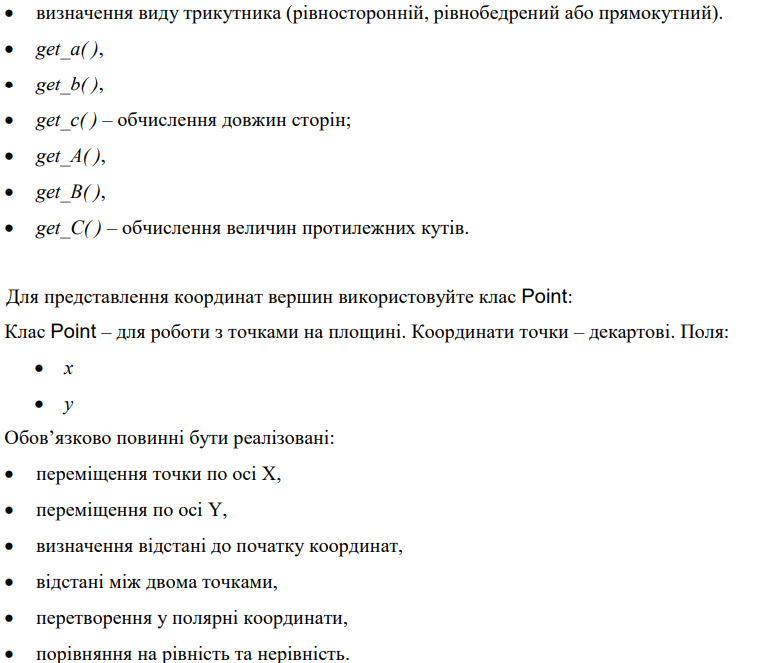 • визначення виду трикутника (рівносторонній, рівнобедрений або прямокутний).
• get_a( ),
• get_b( ),
• get_c( ) – обчислення довжин сторін;
• get_A( ),
• get_B( ),
• get_C( ) – обчислення величин протилежних кутів.
Для представлення координат вершин використовуйте клас Point:
Клас Point – для роботи з точками на площині. Координати точки – декартові. Поля:
• x
• y
Обов’язково повинні бути реалізовані:
• переміщення точки по осі X,
• переміщення по осі Y,
• визначення відстані до початку координат,
• відстані між двома точками,
• перетворення у полярні координати,
• порівняння на рівність та нерівність.